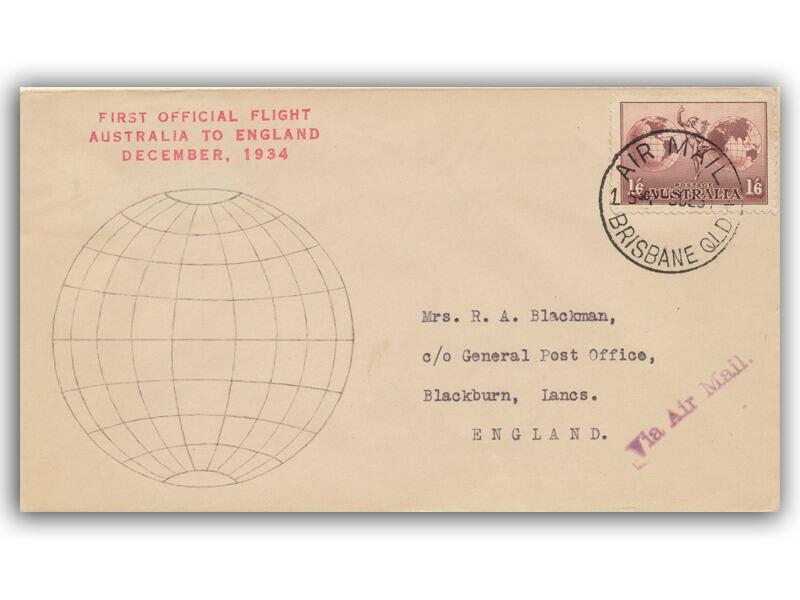 FIRST OFFICIAL FLIGHT
AUSTRALIA TO ENGLAND
DECEMBER, 1934
POSTAGE
1/6 AUSTRALIA 1/6
AIR MAIL
BRISBANE QLD
Mrs. R. A. Blackman,
c/o General Post Office,
Blackburn, Lancs.
ENGLAND.
Via Air Mail.